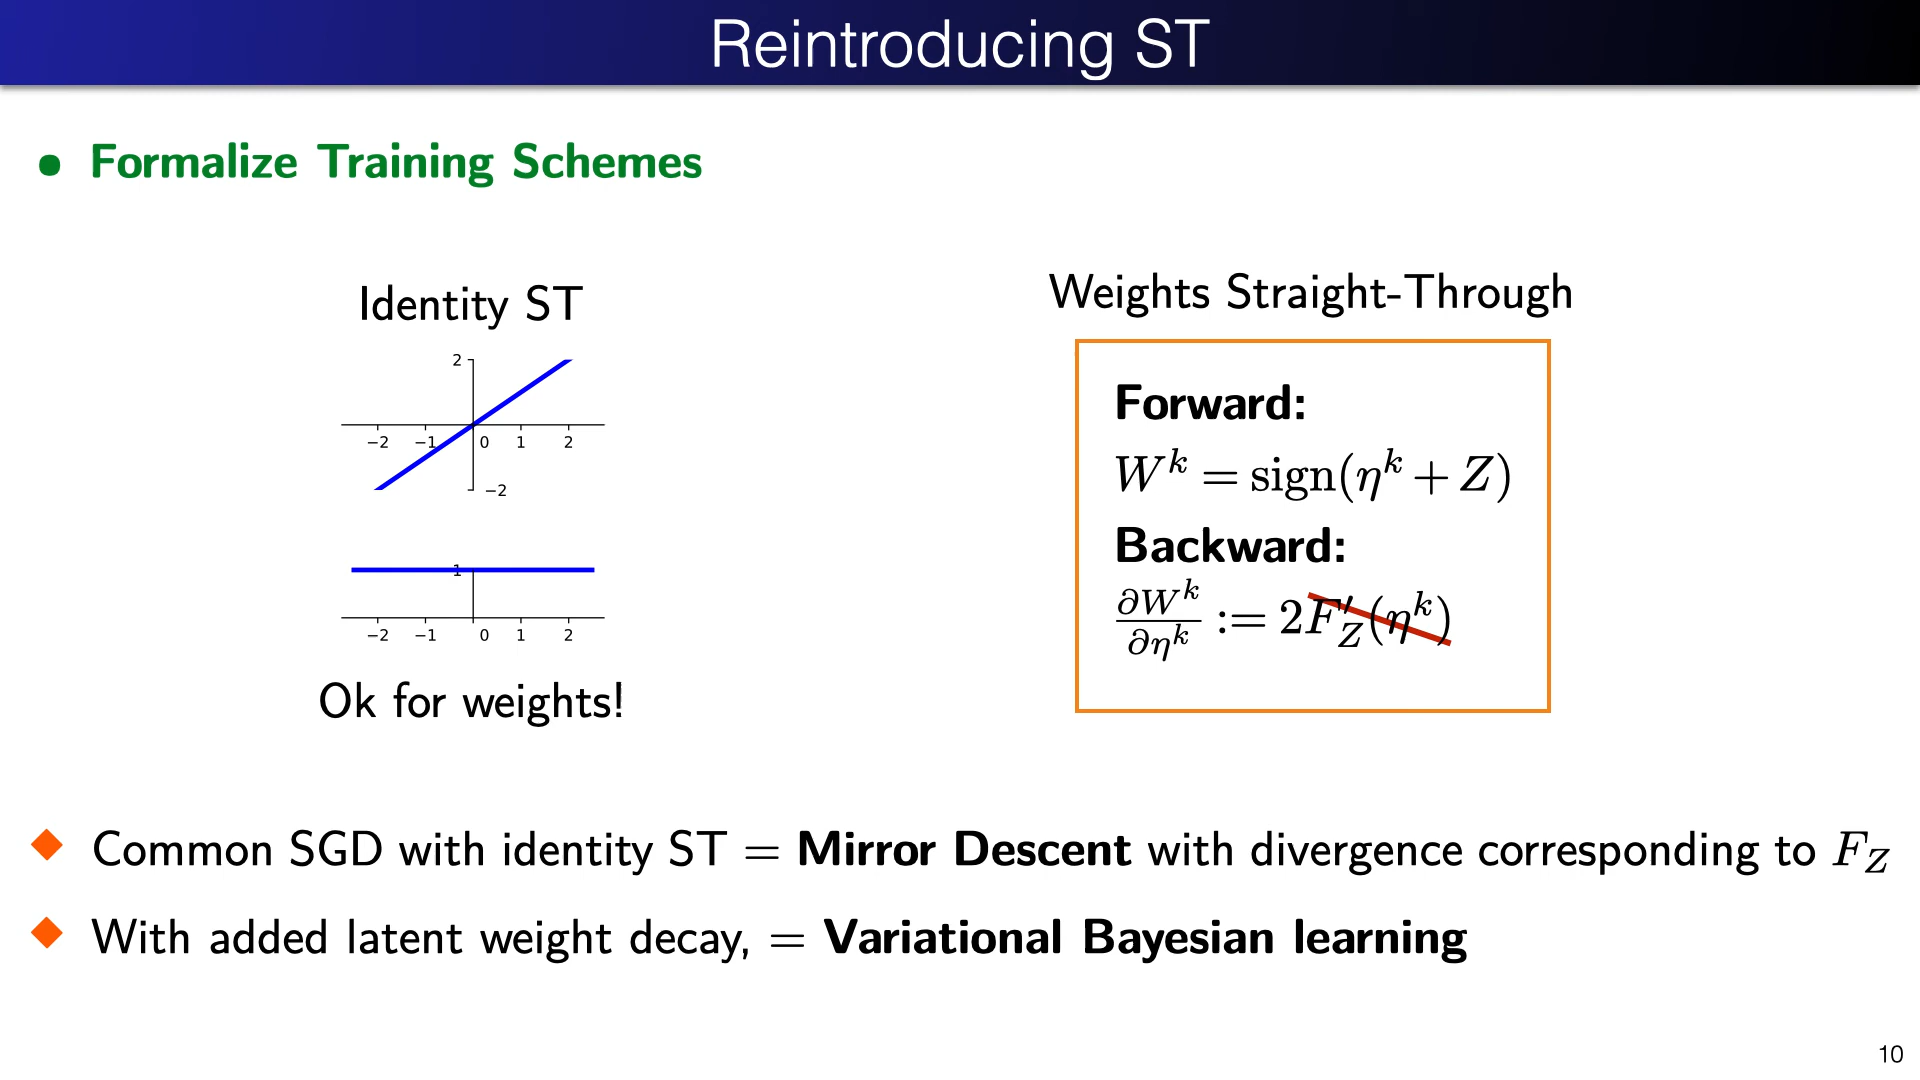 Reintroducing ST
• Formalize Training Schemes
Identity ST
2
−2 −1 0 1 2
−2
1
−2 −1 0 1 2
Ok for weights!
Weights Straight-Through
Forward:
W^k = sign(η^k + Z)
Backward:
∂W^k/∂η^k := 2F′_Z(η^k)
◆ Common SGD with identity ST = Mirror Descent with divergence corresponding to F_Z
◆ With added latent weight decay, = Variational Bayesian learning
10